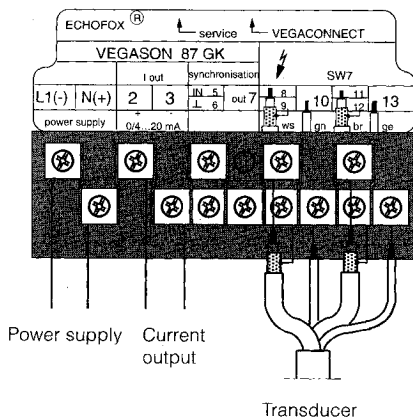 ECHOFOX ® service VEGACONNECT
VEGASON 87 GK
I out synchronisation SW7
L1(-) N(+) 2 3 IN 5 out 7 8 10 11 13
⊥ 6 9 12
power supply + - 0/4...20 mA ws gn br ge
Power supply Current output
Transducer